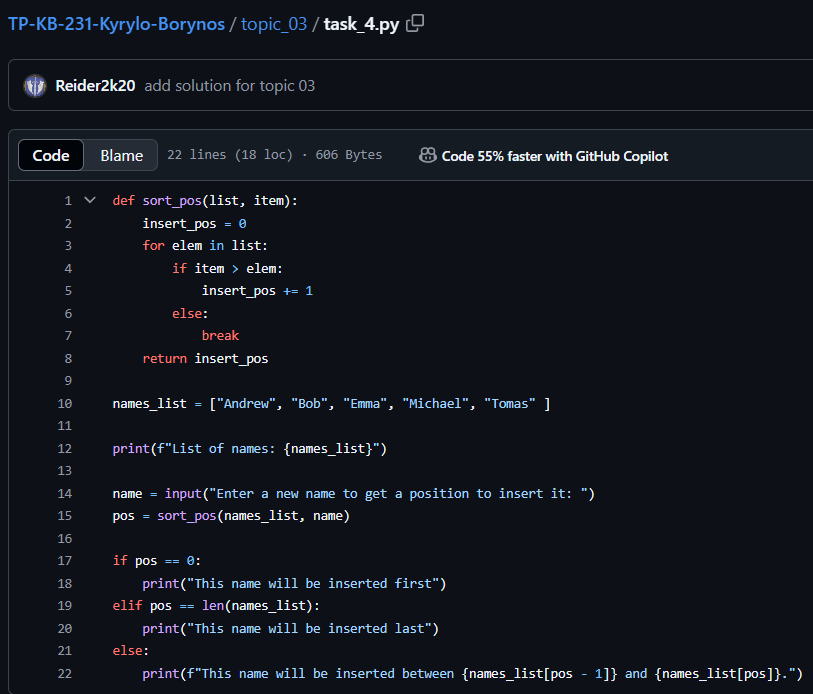 TP-KB-231-Kyrylo-Borynos / topic_03 / task_4.py
Reider2k20 add solution for topic 03
Code Blame 22 lines (18 loc) · 606 Bytes Code 55% faster with GitHub Copilot
1 def sort_pos(list, item):
2     insert_pos = 0
3     for elem in list:
4         if item > elem:
5             insert_pos += 1
6         else:
7             break
8     return insert_pos
9
10 names_list = ["Andrew", "Bob", "Emma", "Michael", "Tomas" ]
11
12 print(f"List of names: {names_list}")
13
14 name = input("Enter a new name to get a position to insert it: ")
15 pos = sort_pos(names_list, name)
16
17 if pos == 0:
18     print("This name will be inserted first")
19 elif pos == len(names_list):
20     print("This name will be inserted last")
21 else:
22     print(f"This name will be inserted between {names_list[pos - 1]} and {names_list[pos]}.")